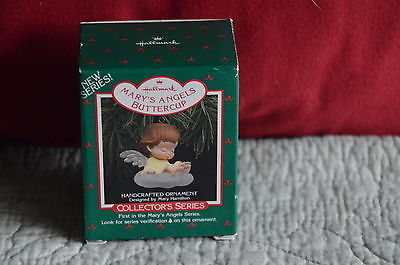 Hallmark
NEW
SERIES!
Hallmark
MARY'S ANGELS
BUTTERCUP
HANDCRAFTED ORNAMENT
Designed by Mary Hamilton
COLLECTOR'S SERIES
First in the Mary's Angels Series.
Look for series verification on this ornament.